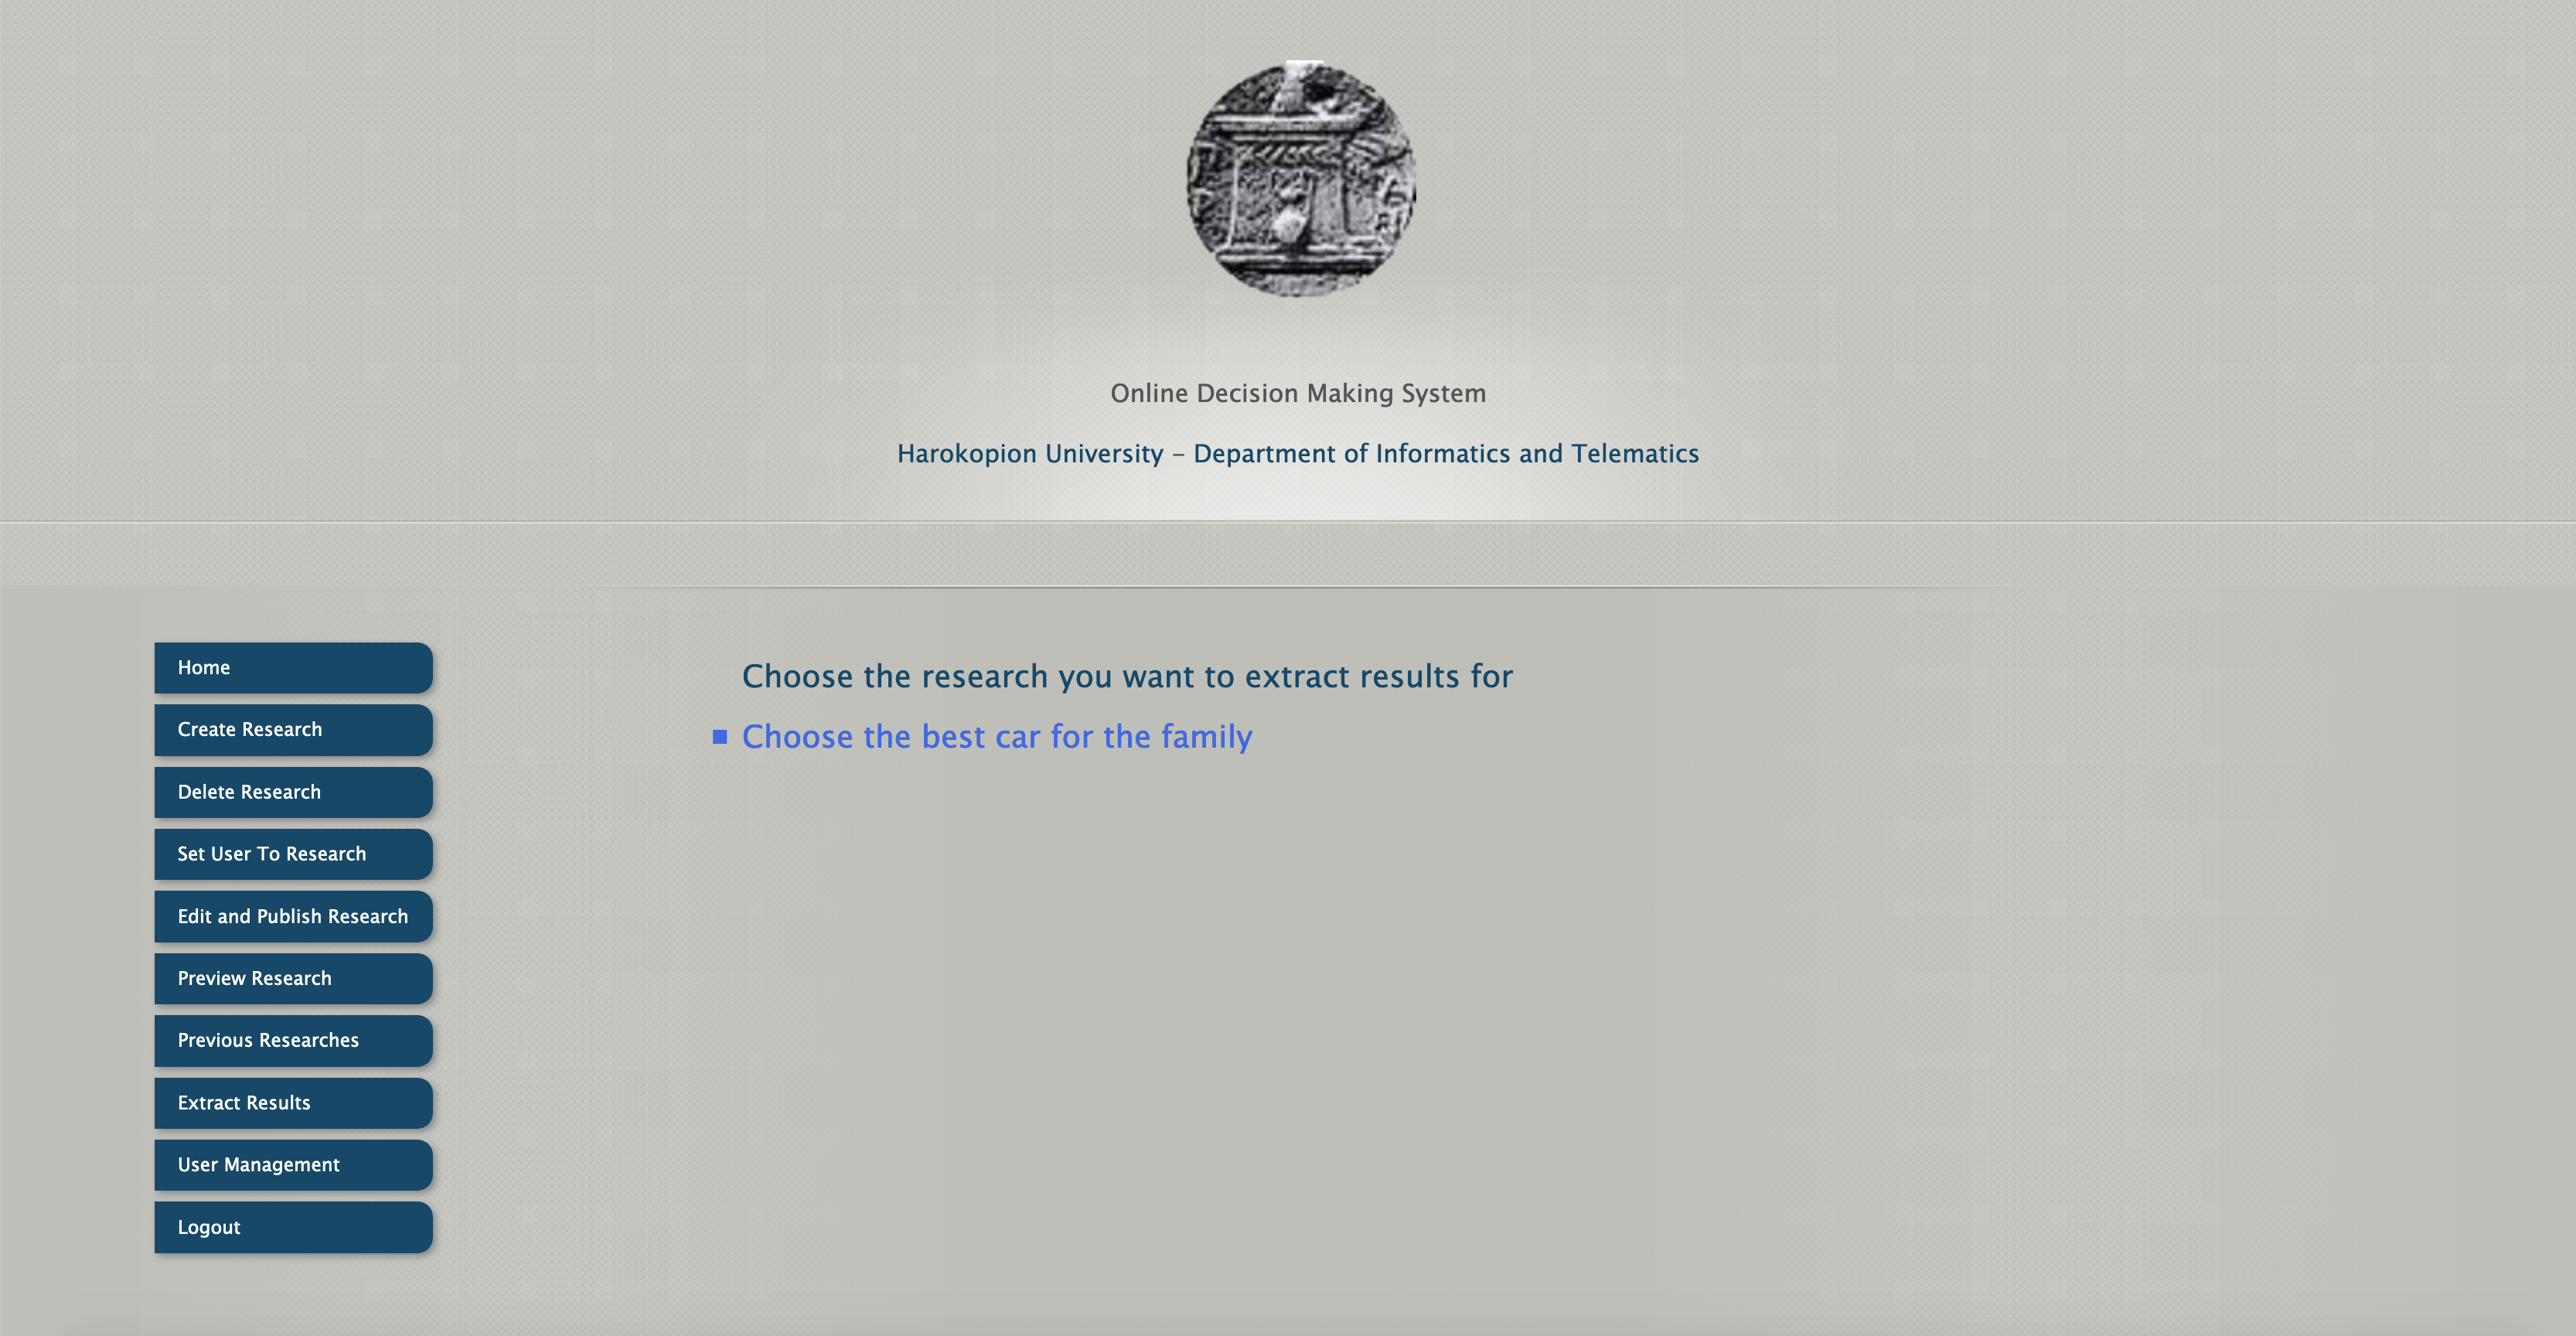 Online Decision Making System
Harokopion University – Department of Informatics and Telematics
Home
Create Research
Delete Research
Set User To Research
Edit and Publish Research
Preview Research
Previous Researches
Extract Results
User Management
Logout
Choose the research you want to extract results for
Choose the best car for the family